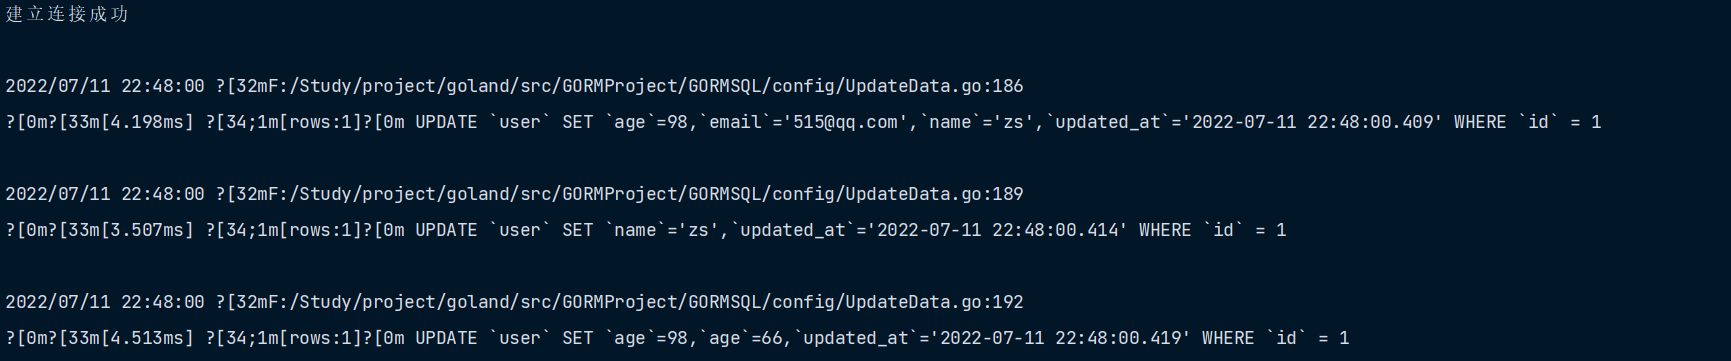 建立连接成功
2022/07/11 22:48:00 ?[32mF:/Study/project/goland/src/GORMProject/GORMSQL/config/UpdateData.go:186
?[0m?[33m[4.198ms] ?[34;1m[rows:1]?[0m UPDATE `user` SET `age`=98,`email`='515@qq.com',`name`='zs',`updated_at`='2022-07-11 22:48:00.409' WHERE `id` = 1
2022/07/11 22:48:00 ?[32mF:/Study/project/goland/src/GORMProject/GORMSQL/config/UpdateData.go:189
?[0m?[33m[3.507ms] ?[34;1m[rows:1]?[0m UPDATE `user` SET `name`='zs',`updated_at`='2022-07-11 22:48:00.414' WHERE `id` = 1
2022/07/11 22:48:00 ?[32mF:/Study/project/goland/src/GORMProject/GORMSQL/config/UpdateData.go:192
?[0m?[33m[4.513ms] ?[34;1m[rows:1]?[0m UPDATE `user` SET `age`=98,`age`=66,`updated_at`='2022-07-11 22:48:00.419' WHERE `id` = 1